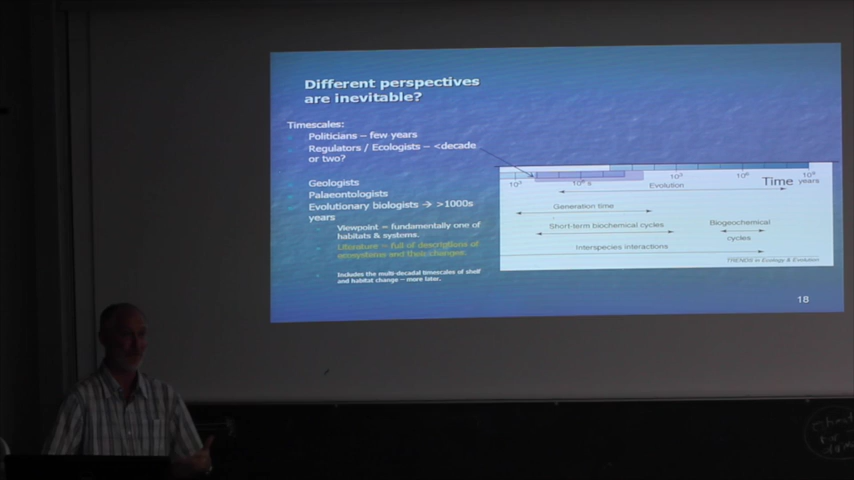 Different perspectives
are inevitable?
Timescales:
Politicians – few years
Regulators / Ecologists – <decade
or two?
Geologists
Palaeontologists
Evolutionary biologists → >1000s
years
Viewpoint = fundamentally one of
habitats & systems.
Literature = full of descriptions of
ecosystems and their changes.
Includes the multi-decadal timescales of shelf
and habitat change – more later.
Time years
Evolution
Generation time
Short-term biochemical cycles
Biogeochemical
cycles
Interspecies interactions
TRENDS in Ecology & Evolution
18